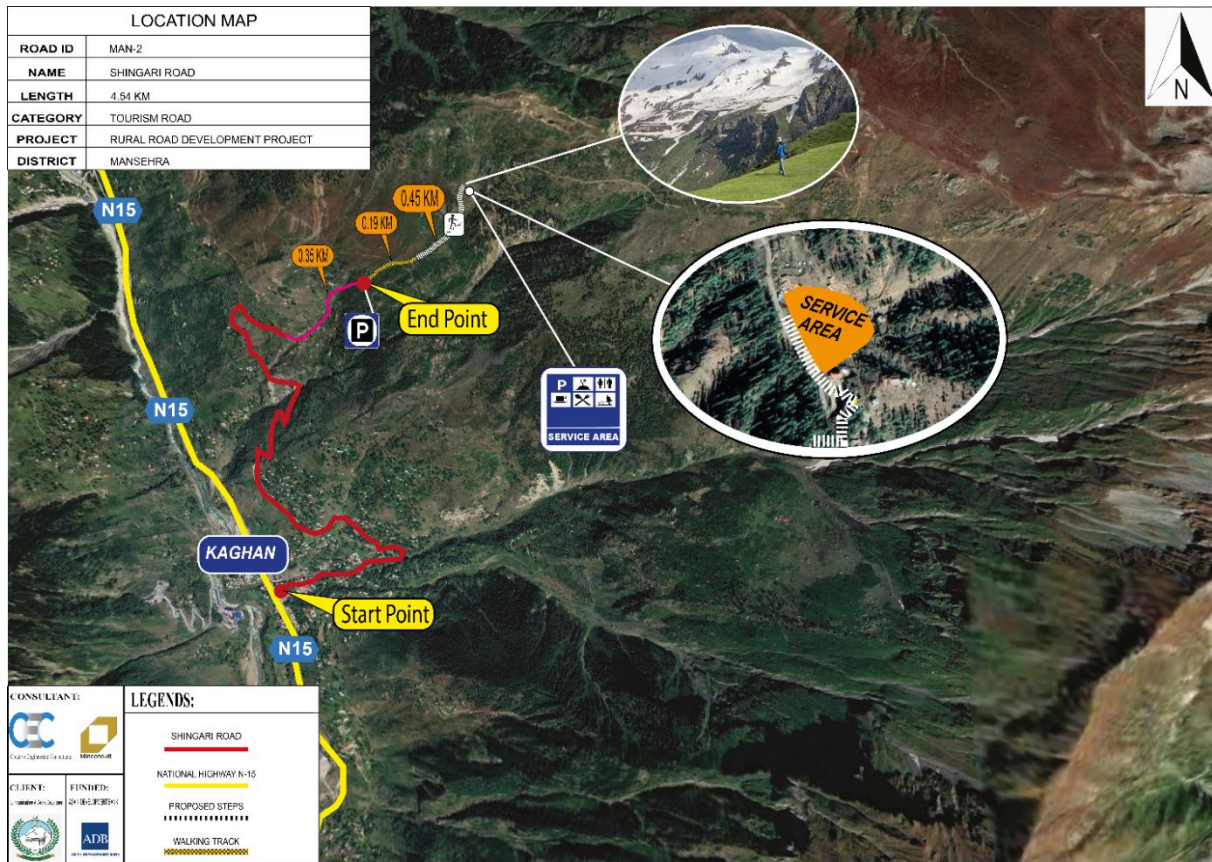 LOCATION MAP
ROAD ID MAN-2
NAME SHINGARI ROAD
LENGTH 4.54 KM
CATEGORY TOURISM ROAD
PROJECT RURAL ROAD DEVELOPMENT PROJECT
DISTRICT MANSEHRA
N
N15
0.45 KM
0.19 KM
0.35 KM
End Point
P
SERVICE
AREA
P
SERVICE AREA
N15
KAGHAN
Start Point
N15
CONSULTANT:
CEC
Minconsult
CLIENT:
FUNDED:
ADB
LEGENDS:
SHINGARI ROAD
NATIONAL HIGHWAY N-15
PROPOSED STEPS
WALKING TRACK